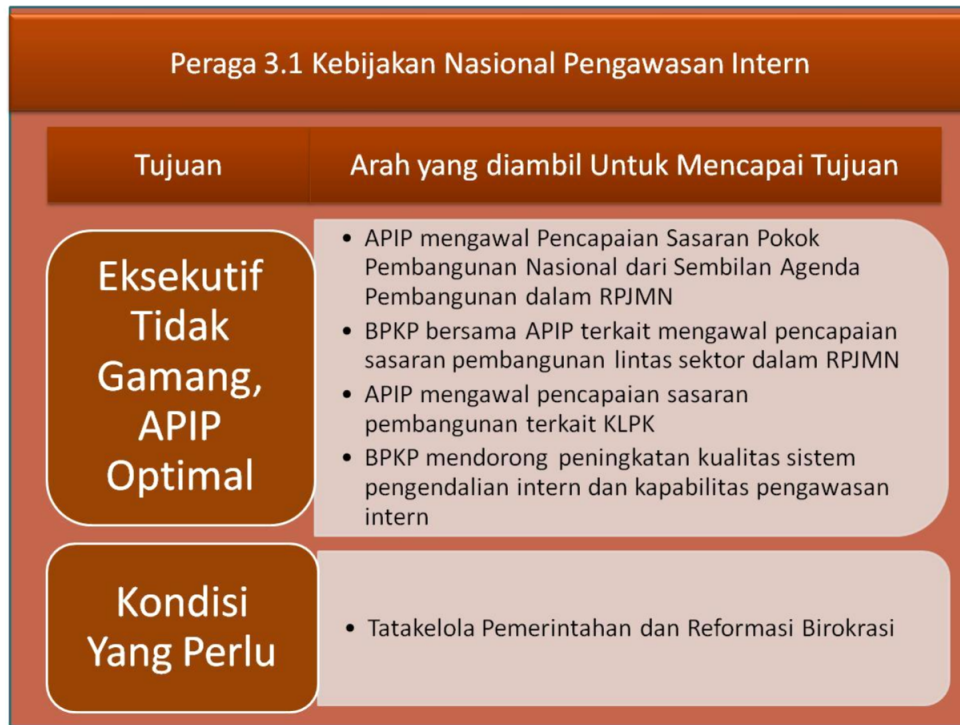 Peraga 3.1 Kebijakan Nasional Pengawasan Intern
Tujuan
Arah yang diambil Untuk Mencapai Tujuan
Eksekutif
Tidak
Gamang,
APIP
Optimal
• APIP mengawal Pencapaian Sasaran Pokok
Pembangunan Nasional dari Sembilan Agenda
Pembangunan dalam RPJMN
• BPKP bersama APIP terkait mengawal pencapaian
sasaran pembangunan lintas sektor dalam RPJMN
• APIP mengawal pencapaian sasaran
pembangunan terkait KLPK
• BPKP mendorong peningkatan kualitas sistem
pengendalian intern dan kapabilitas pengawasan
intern
Kondisi
Yang Perlu
• Tatakelola Pemerintahan dan Reformasi Birokrasi